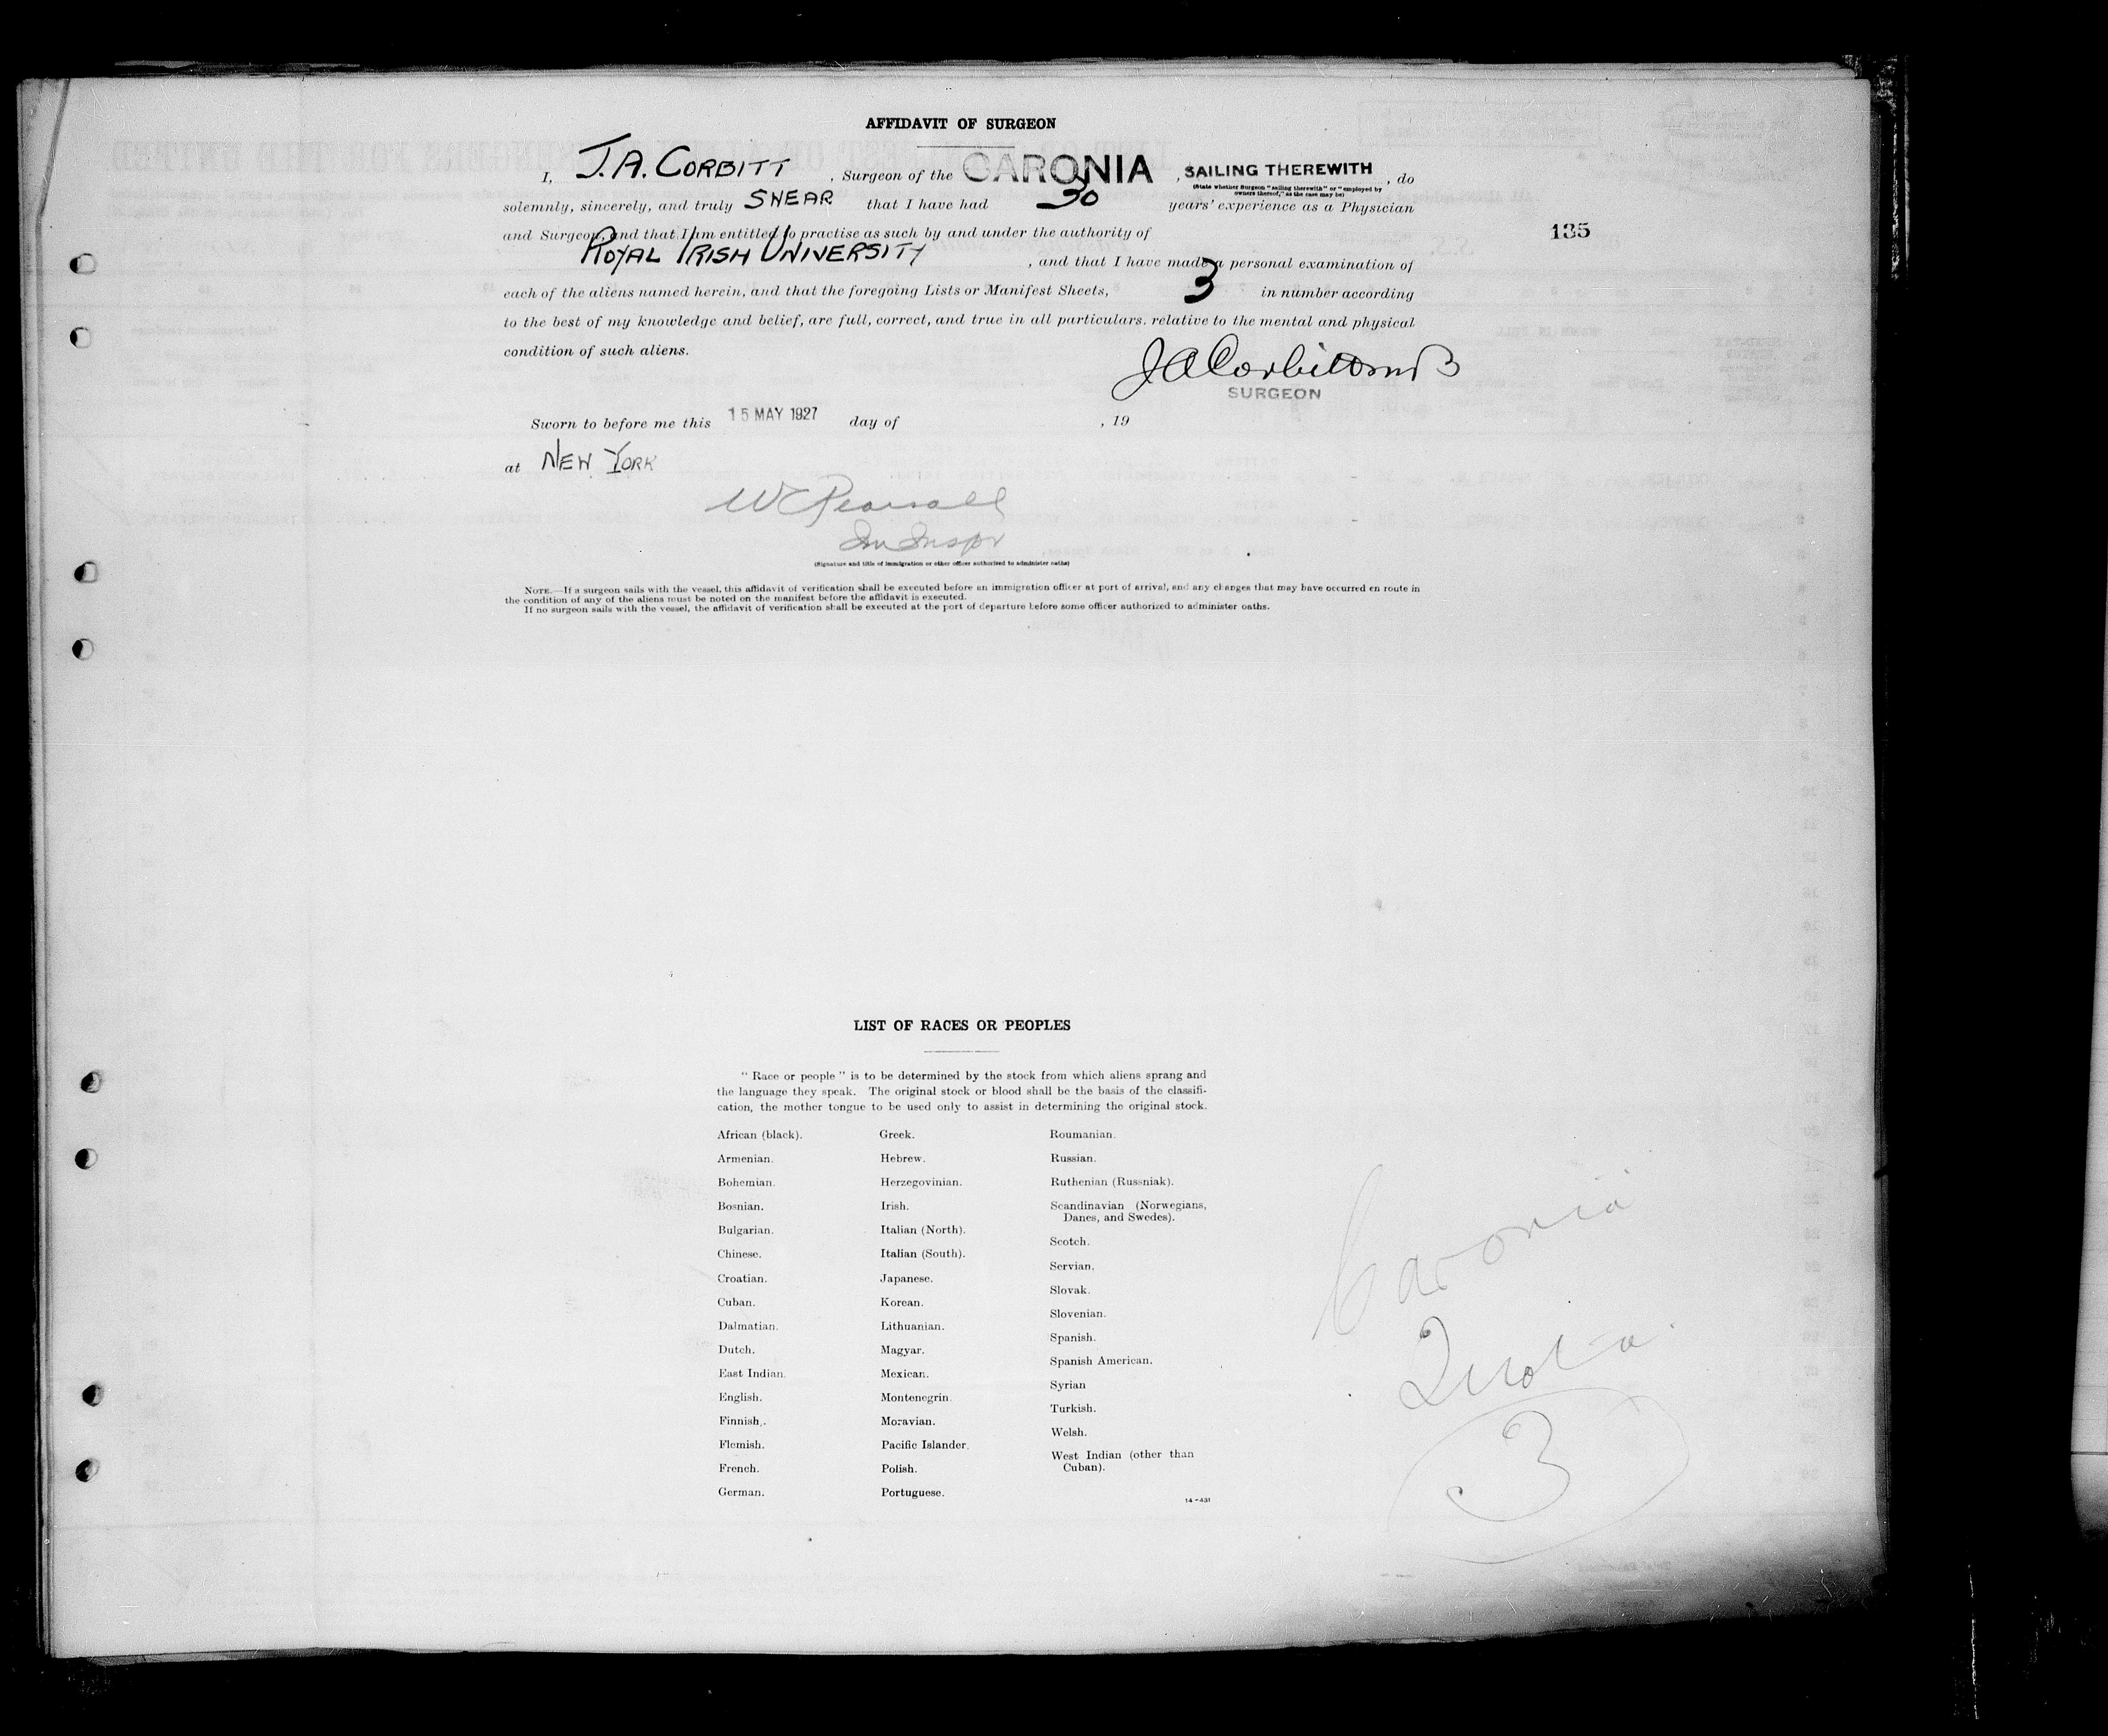 AFFIDAVIT OF SURGEON
I, J.A. CORBITT, Surgeon of the CARONIA, SAILING THEREWITH, do
(State whether Surgeon "sailing therewith" or "employed by
owners thereof," as the case may be)
solemnly, sincerely, and truly SWEAR that I have had 30 years' experience as a Physician
and Surgeon, and that I am entitled to practise as such by and under the authority of
135
ROYAL IRISH UNIVERSITY, and that I have made a personal examination of
each of the aliens named herein, and that the foregoing Lists or Manifest Sheets, 3 in number according
to the best of my knowledge and belief, are full, correct, and true in all particulars. relative to the mental and physical
condition of such aliens.
J A Corbitt MB
SURGEON
Sworn to before me this 15 MAY 1927 day of , 19
at NEW YORK
W C Pearsall
Im Inspr
(Signature and title of immigration or other officer authorized to administer oaths)
NOTE.—If a surgeon sails with the vessel, this affidavit of verification shall be executed before an immigration officer at port of arrival, and any changes that may have occurred en route in
the condition of any of the aliens must be noted on the manifest before the affidavit is executed.
If no surgeon sails with the vessel, the affidavit of verification shall be executed at the port of departure before some officer authorized to administer oaths.
LIST OF RACES OR PEOPLES
"Race or people" is to be determined by the stock from which aliens sprang and
the language they speak. The original stock or blood shall be the basis of the classifi-
cation, the mother tongue to be used only to assist in determining the original stock.
African (black).
Armenian.
Bohemian.
Bosnian.
Bulgarian.
Chinese.
Croatian.
Cuban.
Dalmatian.
Dutch.
East Indian.
English.
Finnish.
Flemish.
French.
German.
Greek.
Hebrew.
Herzegovinian.
Irish.
Italian (North).
Italian (South).
Japanese.
Korean.
Lithuanian.
Magyar.
Mexican.
Montenegrin.
Moravian.
Pacific Islander.
Polish.
Portuguese.
Roumanian.
Russian.
Ruthenian (Russniak).
Scandinavian (Norwegians,
Danes, and Swedes).
Scotch.
Servian.
Slovak.
Slovenian.
Spanish.
Spanish American.
Syrian
Turkish.
Welsh.
West Indian (other than
Cuban).
14-431
Caronia
Quota
3